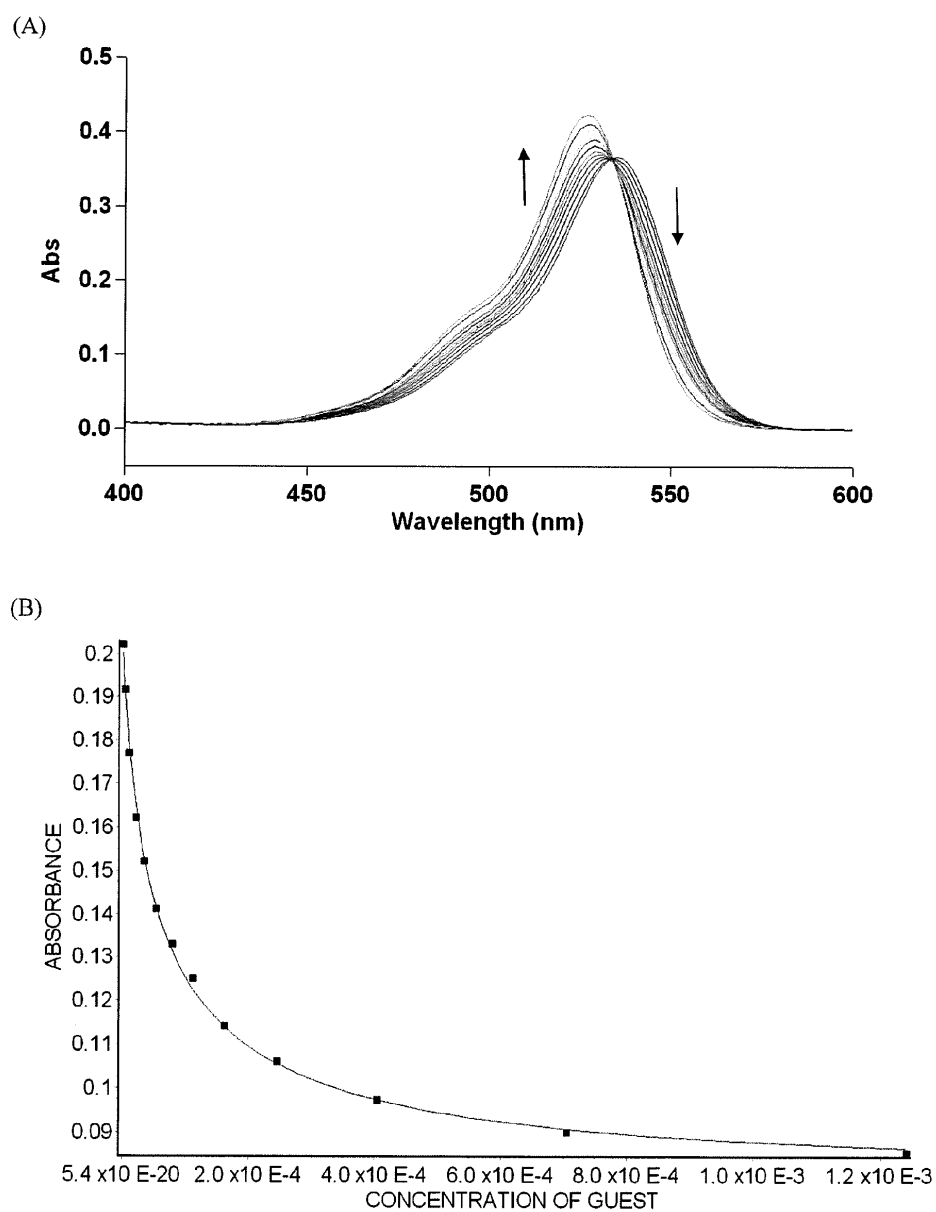 (A)
0.5
0.4
0.3
0.2
0.1
0.0
Abs
400 450 500 550 600
Wavelength (nm)
(B)
0.2
0.19
0.18
0.17
0.16
0.15
0.14
0.13
0.12
0.11
0.1
0.09
ABSORBANCE
5.4 x10 E-20 2.0 x10 E-4 4.0 x10 E-4 6.0 x10 E-4 8.0 x10 E-4 1.0 x10 E-3 1.2 x10 E-3
CONCENTRATION OF GUEST